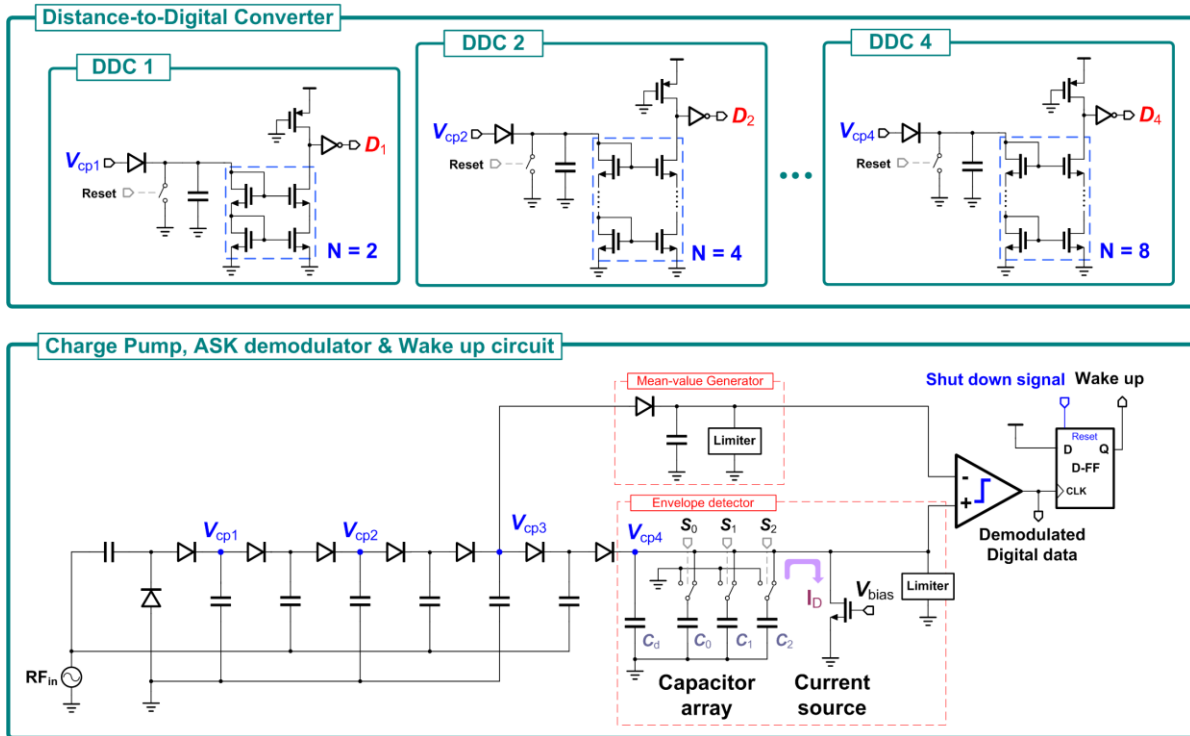 Distance-to-Digital Converter
DDC 1
Vcp1
Reset
D1
N = 2
DDC 2
Vcp2
Reset
D2
N = 4
•••
DDC 4
Vcp4
Reset
D4
N = 8
Charge Pump, ASK demodulator & Wake up circuit
Mean-value Generator
Limiter
Shut down signal
Wake up
Reset
D
Q
D-FF
CLK
-
+
Demodulated
Digital data
Envelope detector
Vcp1
Vcp2
Vcp3
Vcp4
S0
S1
S2
ID
Vbias
Limiter
Cd
C0
C1
C2
RFin
Capacitor
array
Current
source